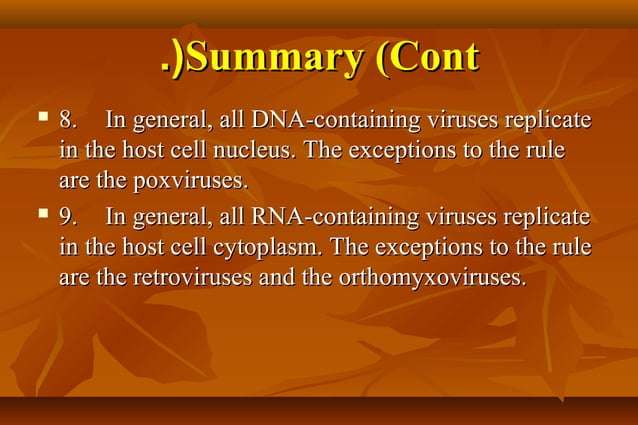 .)Summary (Cont
8. In general, all DNA-containing viruses replicate
in the host cell nucleus. The exceptions to the rule
are the poxviruses.
9. In general, all RNA-containing viruses replicate
in the host cell cytoplasm. The exceptions to the rule
are the retroviruses and the orthomyxoviruses.